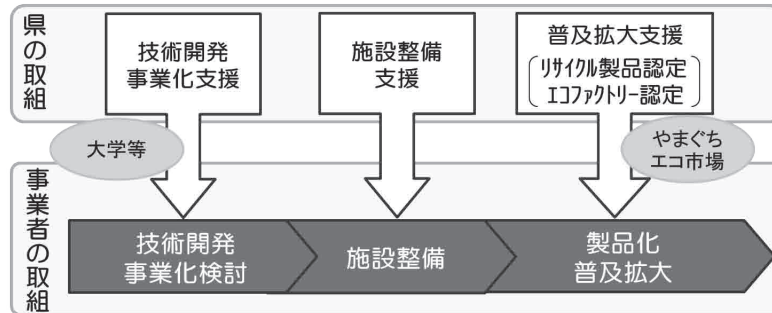 県の取組
技術開発
事業化支援
施設整備
支援
普及拡大支援
リサイクル製品認定
エコファクトリー認定
大学等
やまぐち
エコ市場
事業者の取組
技術開発
事業化検討
施設整備
製品化
普及拡大